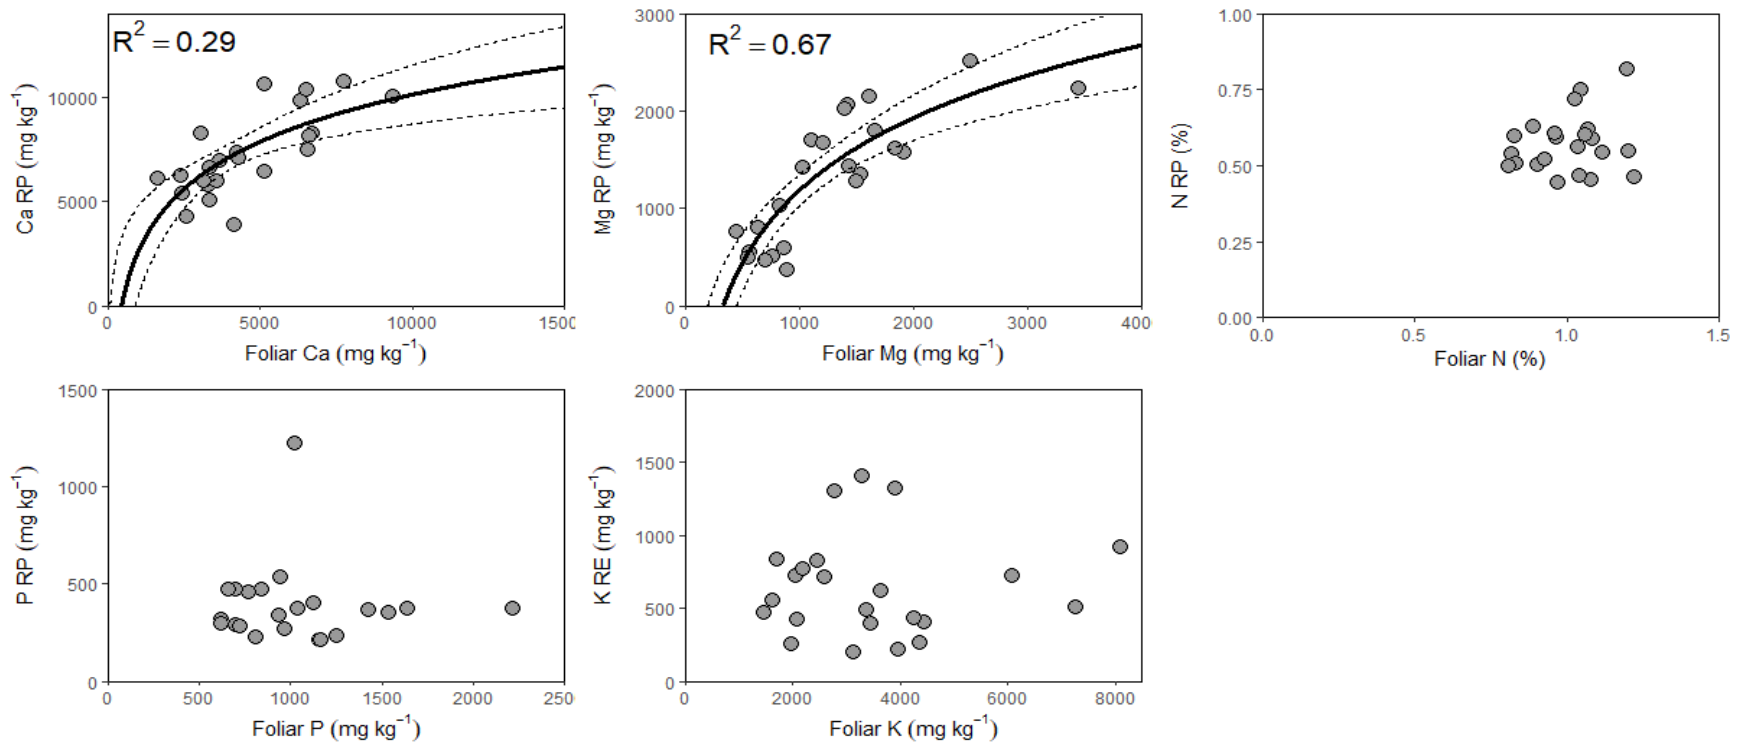 R² = 0.29
Ca RP (mg kg⁻¹)
10000
5000
0
0 5000 10000 1500
Foliar Ca (mg kg⁻¹)
R² = 0.67
Mg RP (mg kg⁻¹)
3000
2000
1000
0
0 1000 2000 3000 400
Foliar Mg (mg kg⁻¹)
N RP (%)
1.00
0.75
0.50
0.25
0.00
0.0 0.5 1.0 1.5
Foliar N (%)
P RP (mg kg⁻¹)
1500
1000
500
0
0 500 1000 1500 2000 250
Foliar P (mg kg⁻¹)
K RE (mg kg⁻¹)
2000
1500
1000
500
0
0 2000 4000 6000 8000
Foliar K (mg kg⁻¹)